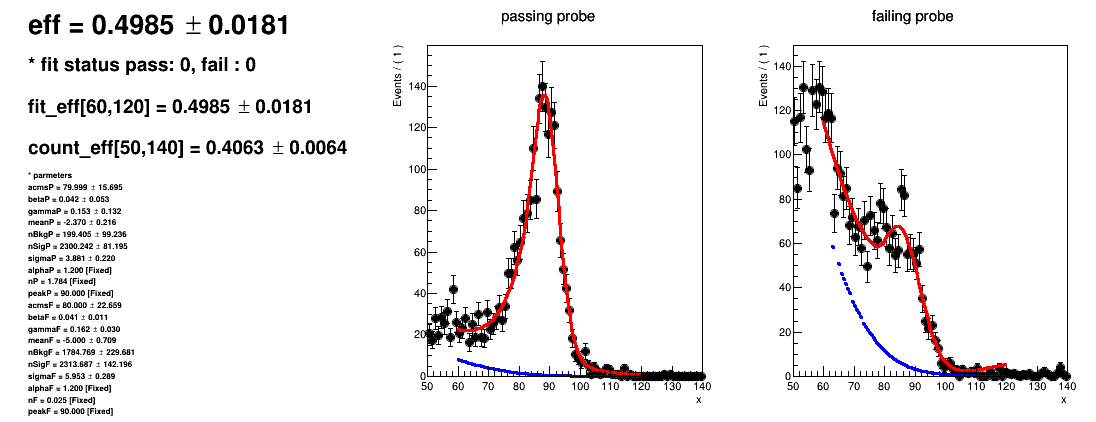 eff = 0.4985 ± 0.0181
* fit status pass: 0, fail : 0
fit_eff[60,120] = 0.4985 ± 0.0181
count_eff[50,140] = 0.4063 ± 0.0064
* parmeters
acmsP = 79.999 ± 15.695
betaP = 0.042 ± 0.053
gammaP = 0.153 ± 0.132
meanP = -2.370 ± 0.216
nBkgP = 199.405 ± 99.236
nSigP = 2300.242 ± 81.195
sigmaP = 3.881 ± 0.220
alphaP = 1.200 [Fixed]
nP = 1.784 [Fixed]
peakP = 90.000 [Fixed]
acmsF = 80.000 ± 22.659
betaF = 0.041 ± 0.011
gammaF = 0.162 ± 0.030
meanF = -5.000 ± 0.709
nBkgF = 1784.769 ± 229.681
nSigF = 2313.687 ± 142.196
sigmaF = 5.953 ± 0.289
alphaF = 1.200 [Fixed]
nF = 0.025 [Fixed]
peakF = 90.000 [Fixed]
passing probe
Events / ( 1 )
140
120
100
80
60
40
20
0
50 60 70 80 90 100 110 120 130 140
x
failing probe
Events / ( 1 )
140
120
100
80
60
40
20
0
50 60 70 80 90 100 110 120 130 140
x